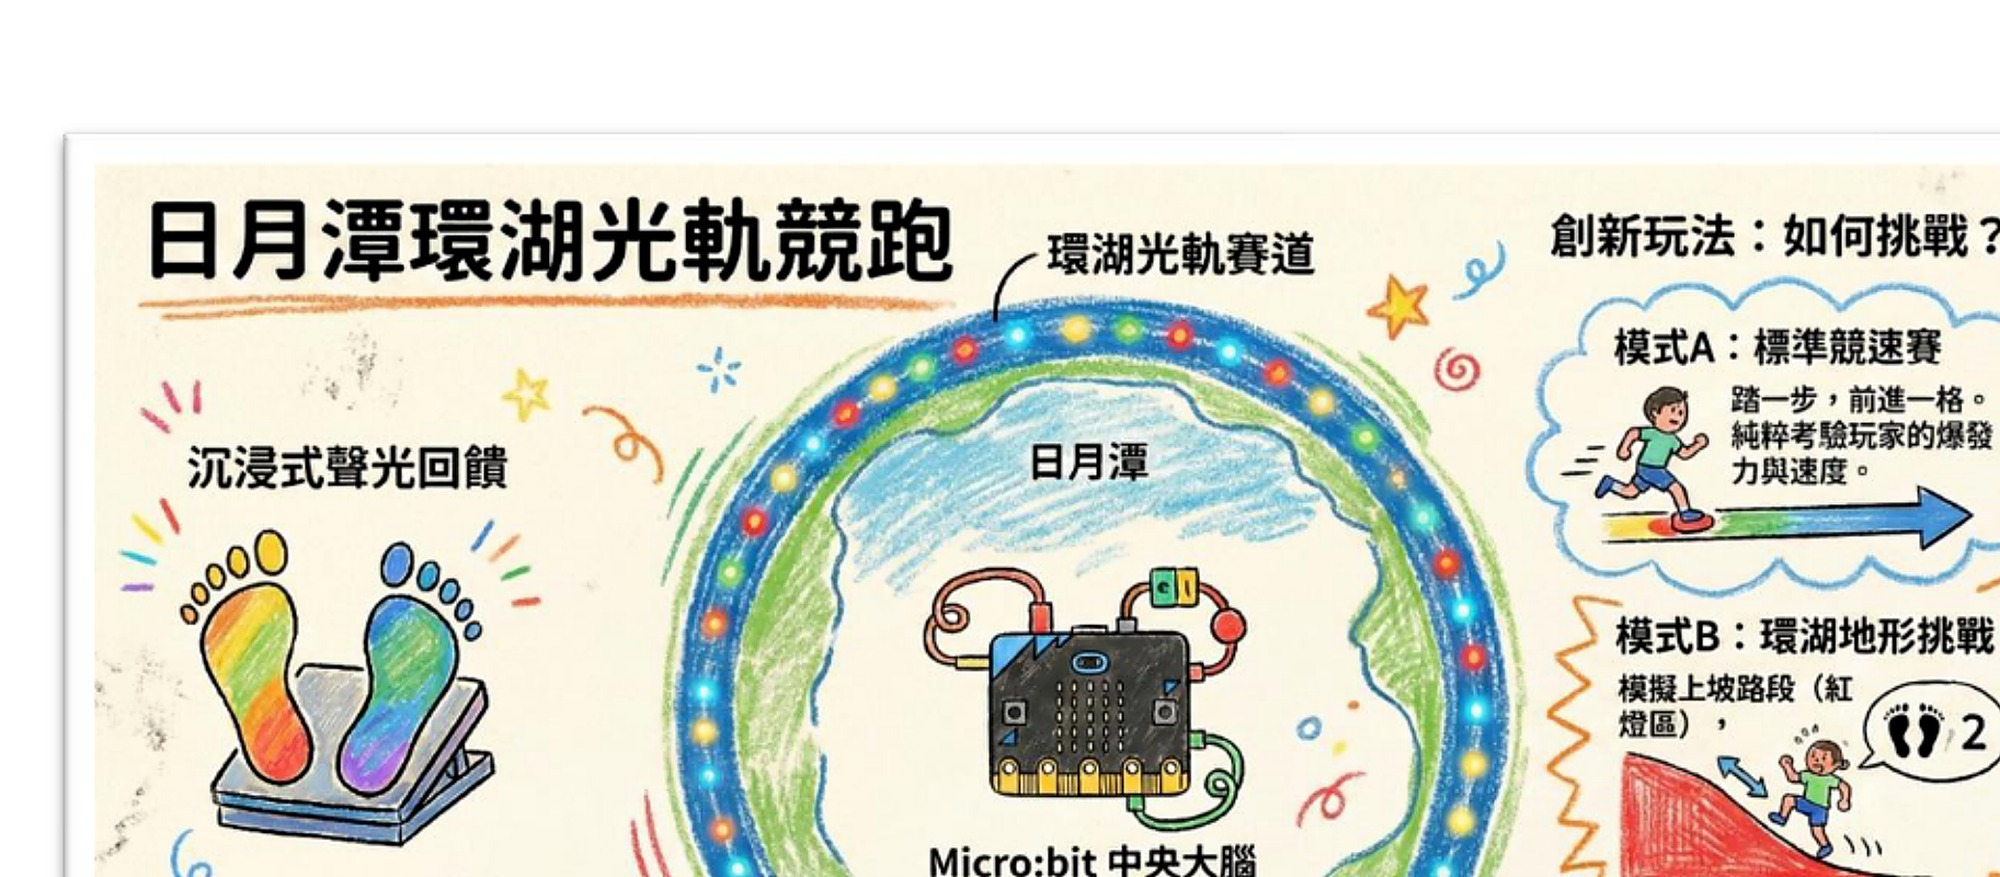 日月潭環湖光軌競跑
環湖光軌賽道
沉浸式聲光回饋
日月潭
Micro:bit 中央大腦
創新玩法：如何挑戰？
模式A：標準競速賽
踏一步，前進一格。
純粹考驗玩家的爆發
力與速度。
模式B：環湖地形挑戰
模擬上坡路段（紅
燈區），
2